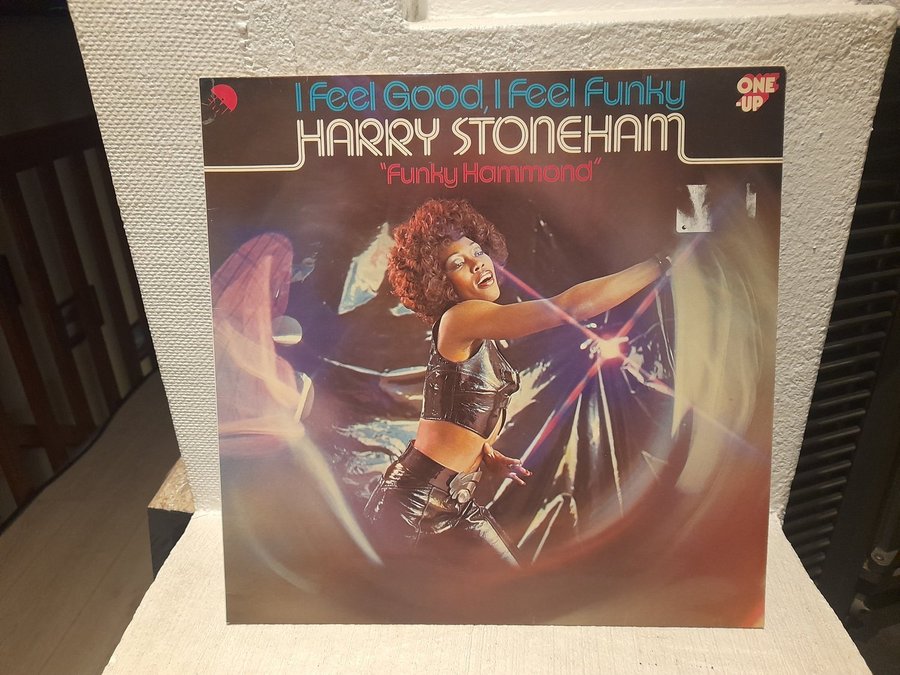 I Feel Good, I Feel Funky
HARRY STONEHAM
"Funky Hammond"
ONE
-UP